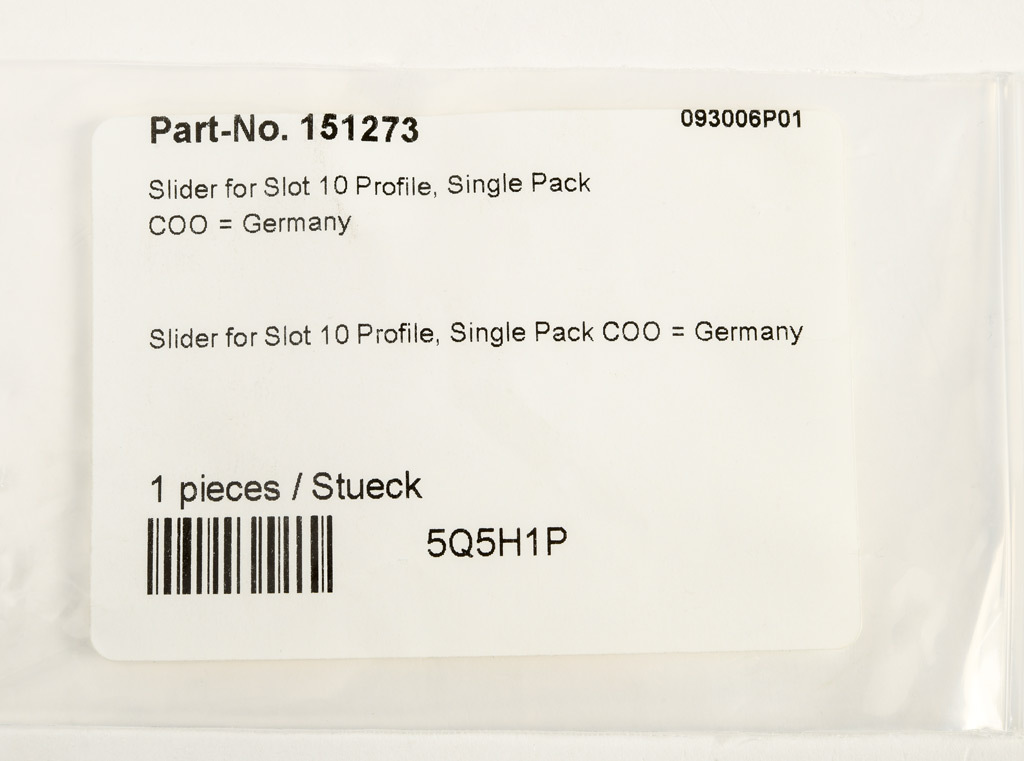 Part-No. 151273 093006P01
Slider for Slot 10 Profile, Single Pack
COO = Germany
Slider for Slot 10 Profile, Single Pack COO = Germany
1 pieces / Stueck
5Q5H1P